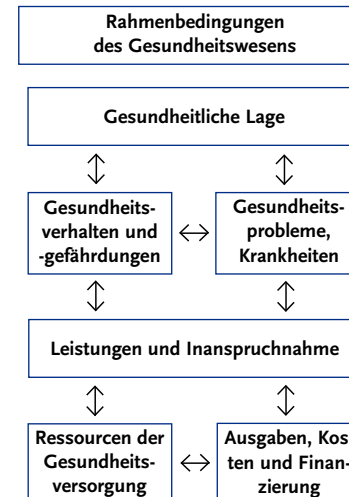 Rahmenbedingungen
des Gesundheitswesens
Gesundheitliche Lage
Gesundheits-
verhalten und
-gefährdungen
Gesundheits-
probleme,
Krankheiten
Leistungen und Inanspruchnahme
Ressourcen der
Gesundheits-
versorgung
Ausgaben, Kos-
ten und Finan-
zierung